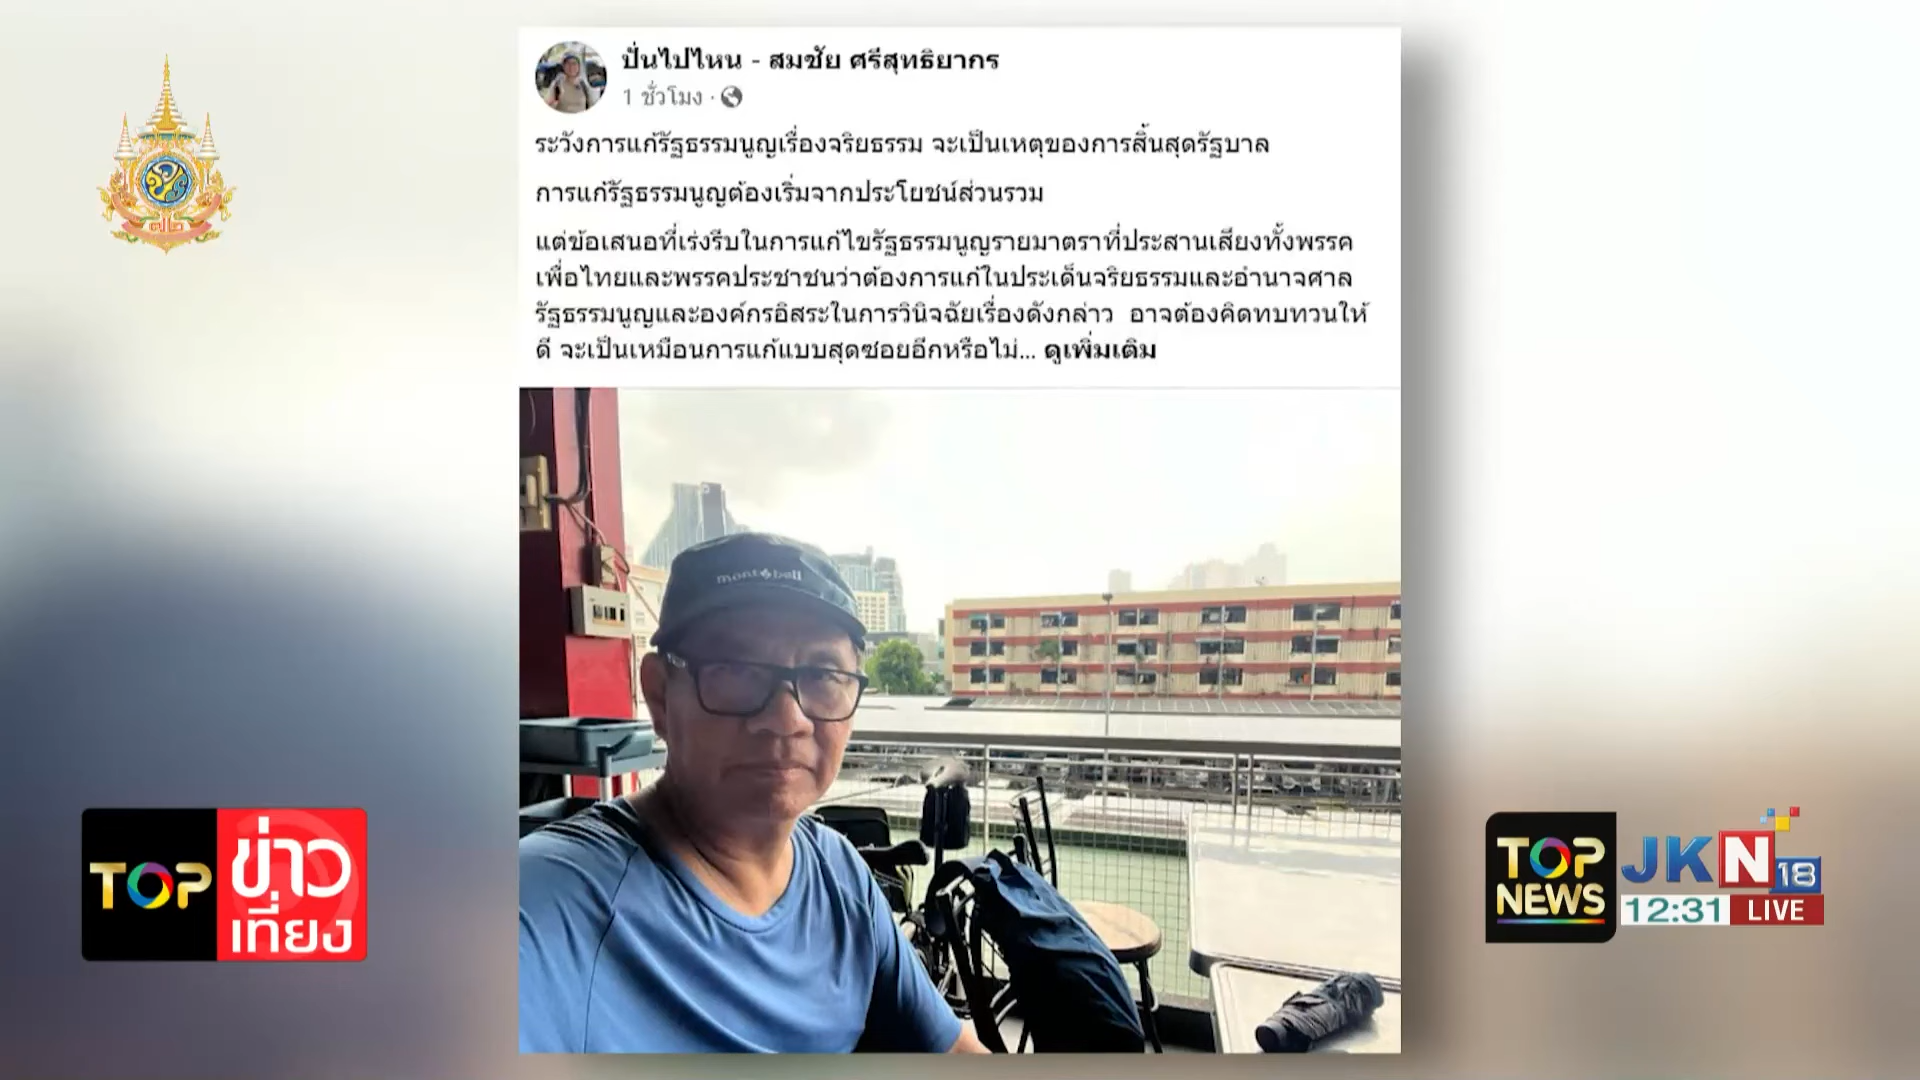 ปั่นไปไหน - สมชัย ศรีสุทธิยากร
1 ชั่วโมง ·
ระวังการแก้รัฐธรรมนูญเรื่องจริยธรรม จะเป็นเหตุของการสิ้นสุดรัฐบาล
การแก้รัฐธรรมนูญต้องเริ่มจากประโยชน์ส่วนรวม
แต่ข้อเสนอที่เร่งรีบในการแก้ไขรัฐธรรมนูญรายมาตราที่ประสานเสียงทั้งพรรค
เพื่อไทยและพรรคประชาชนว่าต้องการแก้ในประเด็นจริยธรรมและอำนาจศาล
รัฐธรรมนูญและองค์กรอิสระในการวินิจฉัยเรื่องดังกล่าว อาจต้องคิดทบทวนให้
ดี จะเป็นเหมือนการแก้แบบสุดซอยอีกหรือไม่... ดูเพิ่มเติม
mont bell
TOP ข่าว
เที่ยง
TOP
NEWS
JKN 18
12:31 LIVE
๗๒